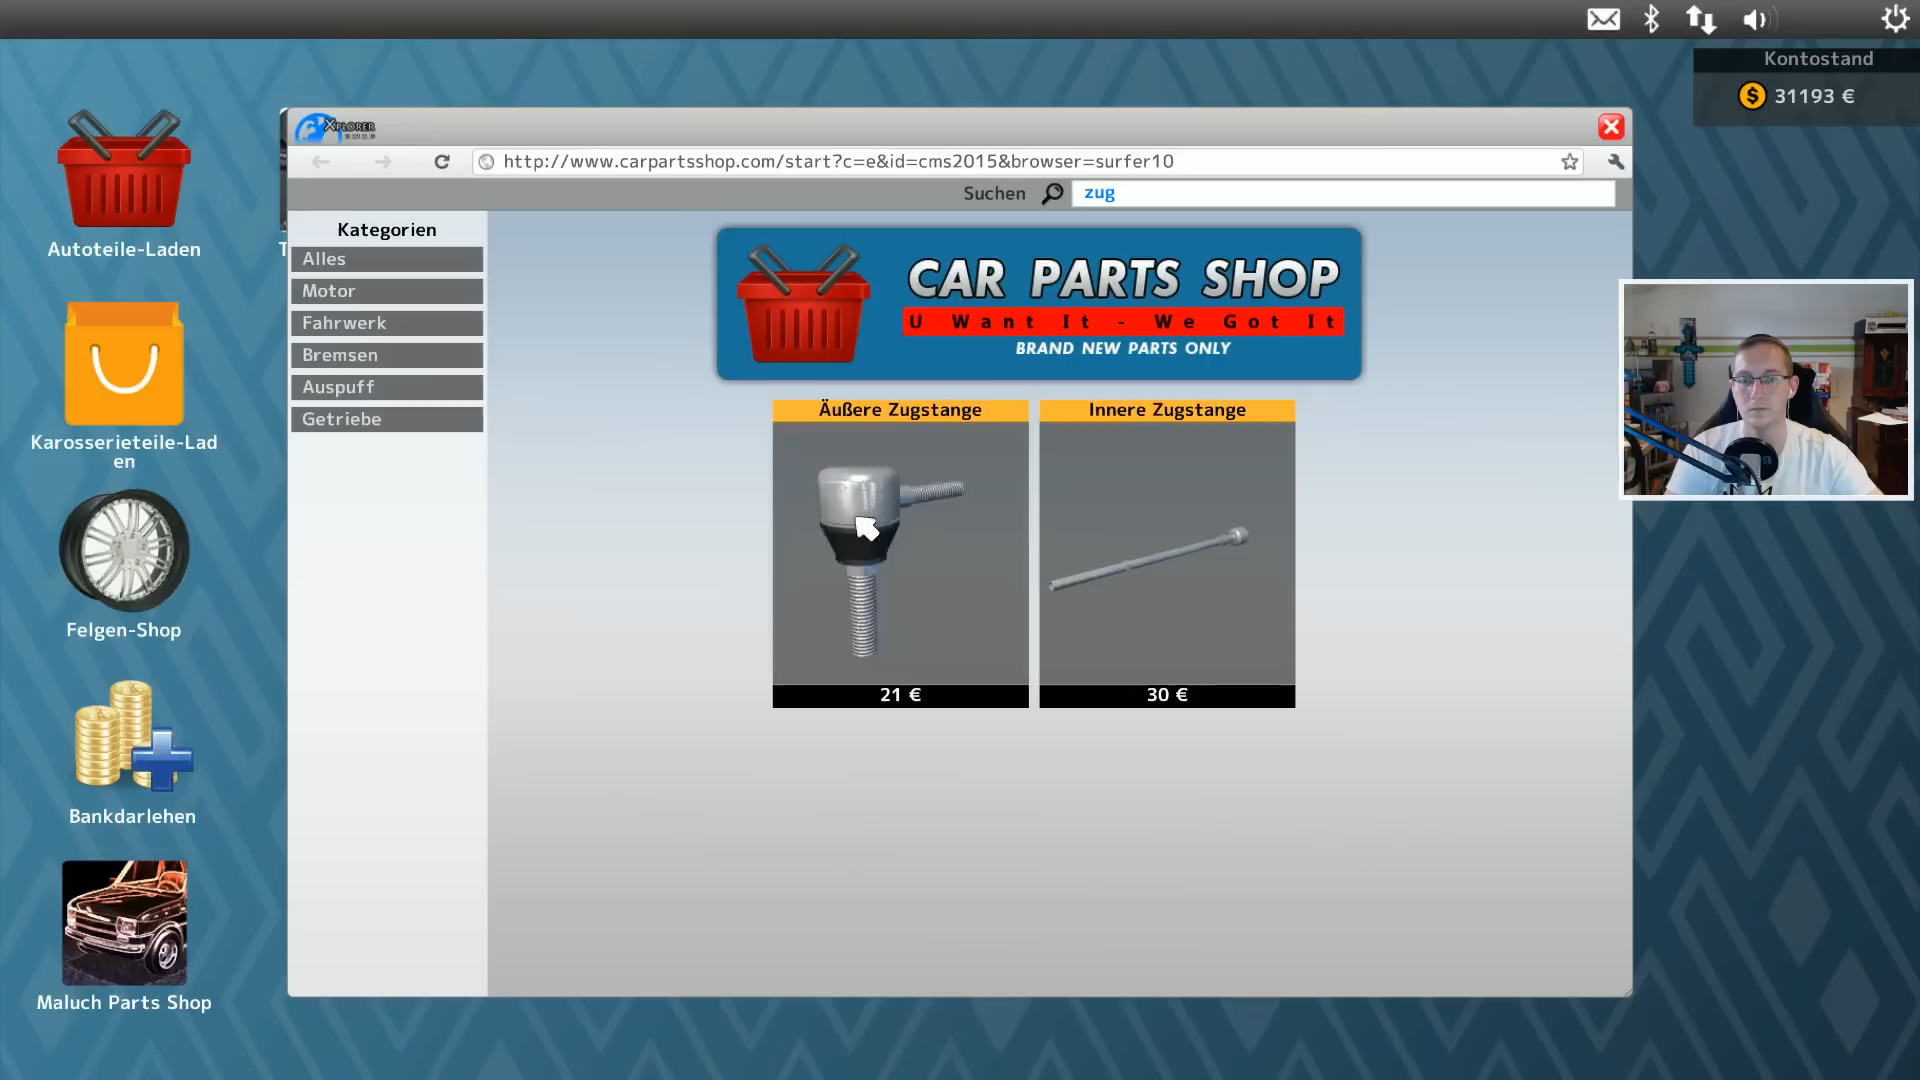 Kontostand
31193 €
XPLORER
http://www.carpartsshop.com/start?c=e&id=cms2015&browser=surfer10
Suchen
zug
Kategorien
Alles
Motor
Fahrwerk
Bremsen
Auspuff
Getriebe
CAR PARTS SHOP
U Want It - We Got It
BRAND NEW PARTS ONLY
Äußere Zugstange
Innere Zugstange
21 €
30 €
Autoteile-Laden
T
Karosserieteile-Lad
en
Felgen-Shop
Bankdarlehen
Maluch Parts Shop